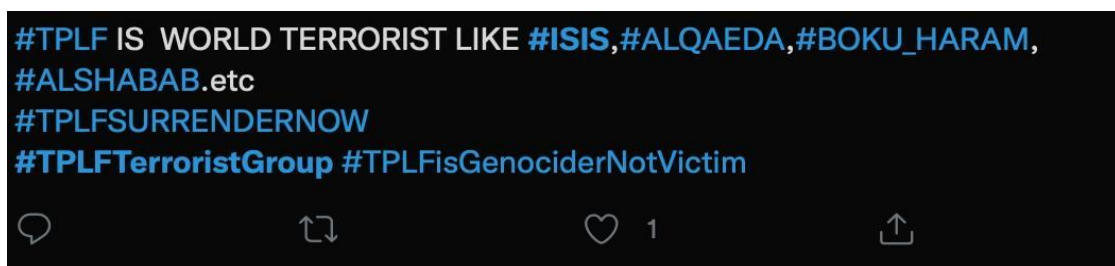 #TPLF IS  WORLD TERRORIST LIKE #ISIS,#ALQAEDA,#BOKU_HARAM,
#ALSHABAB.etc
#TPLFSURRENDERNOW
#TPLFTerroristGroup #TPLFisGenociderNotVictim
1